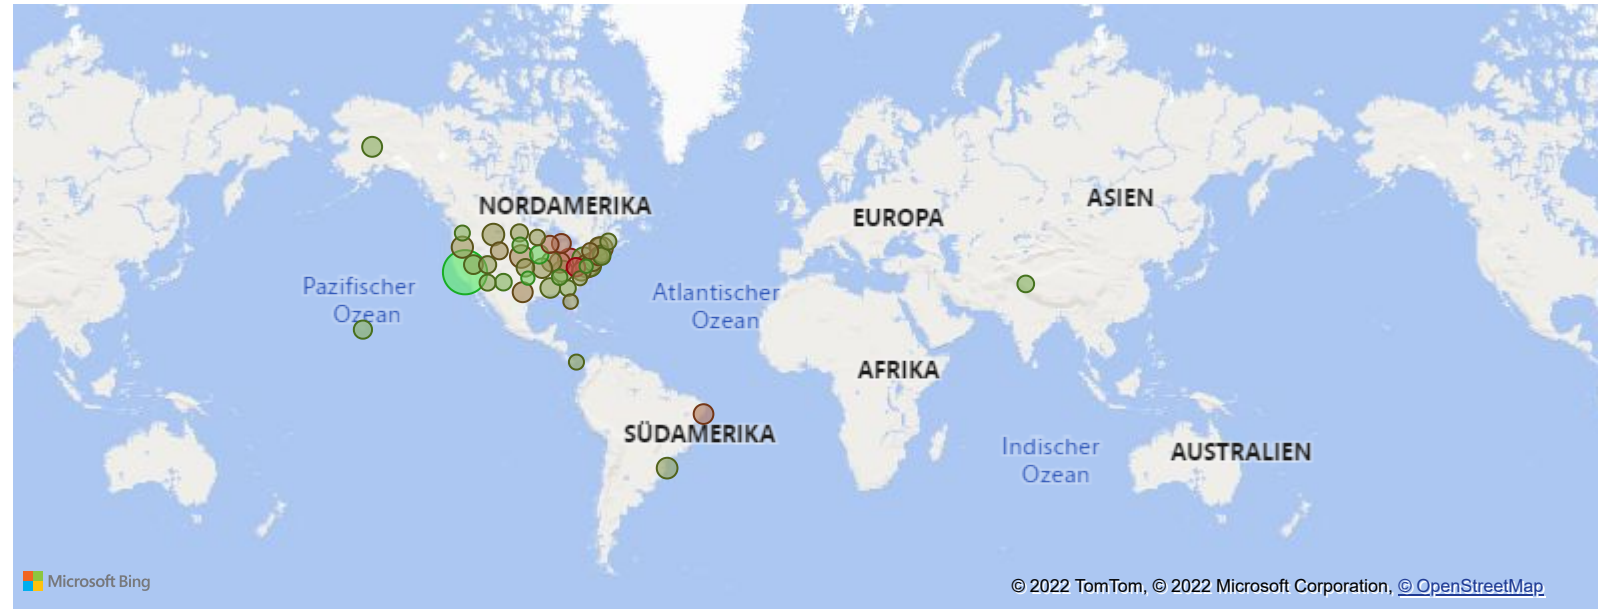 ASIEN
NORDAMERIKA
EUROPA
Pazifischer
Ozean
Atlantischer
Ozean
AFRIKA
SÜDAMERIKA
Indischer
Ozean
AUSTRALIEN
Microsoft Bing
© 2022 TomTom, © 2022 Microsoft Corporation, © OpenStreetMap